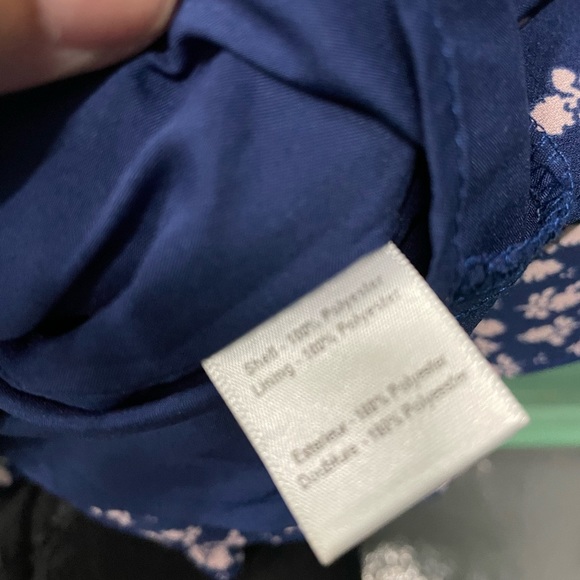 Shell - 100% Polyester
Lining - 100% Polyester
Extérieur - 100% Polyester
Doublure - 100% Polyester